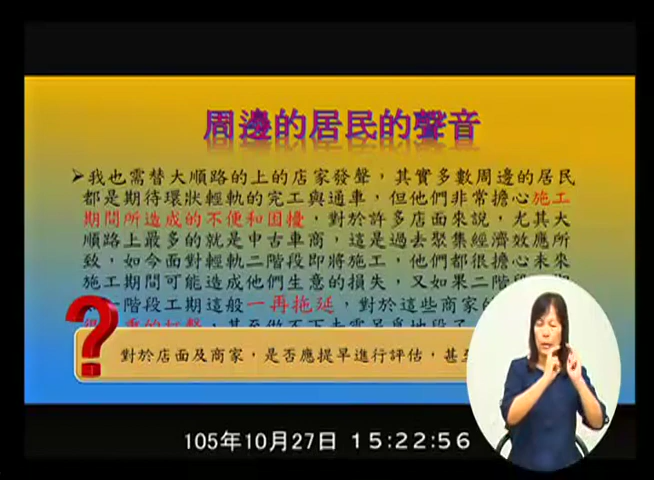 周邊的居民的聲音
➢我也需替大順路的上的店家發聲，其實多數周邊的居民
都是期待環狀輕軌的完工與通車，但他們非常擔心施工
期間所造成的不便和困擾，對於許多店面來說，尤其大
順路上最多的就是中古車商，這是過去聚集經濟效應所
致，如今面對輕軌二階段即將施工，他們都很擔心未來
施工期間可能造成他們生意的損失，又如果二階段
一階段工期這般一再拖延，對於這些商家的
?
對於店面及商家，是否應提早進行評估，甚
105年10月27日 15:22:56